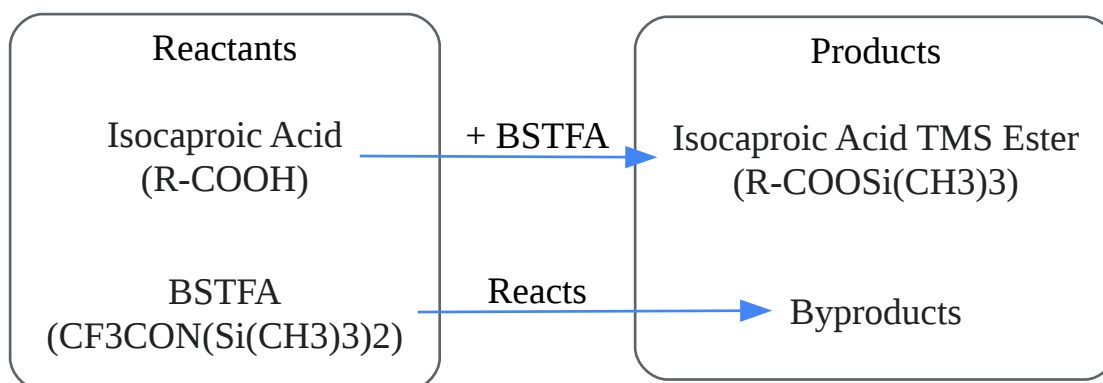 Reactants
Isocaproic Acid
(R-COOH)
BSTFA
(CF3CON(Si(CH3)3)2)
+ BSTFA
Reacts
Products
Isocaproic Acid TMS Ester
(R-COOSi(CH3)3)
Byproducts